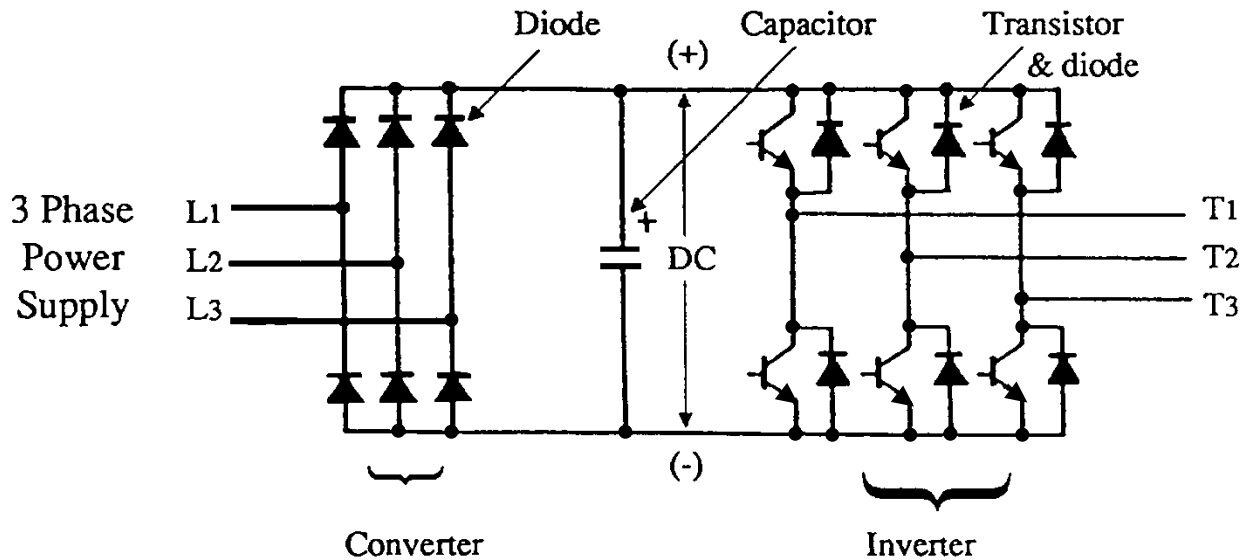 Diode
Capacitor
Transistor
& diode
(+)
3 Phase
Power
Supply
L1
L2
L3
+
DC
T1
T2
T3
(-)
Converter
Inverter